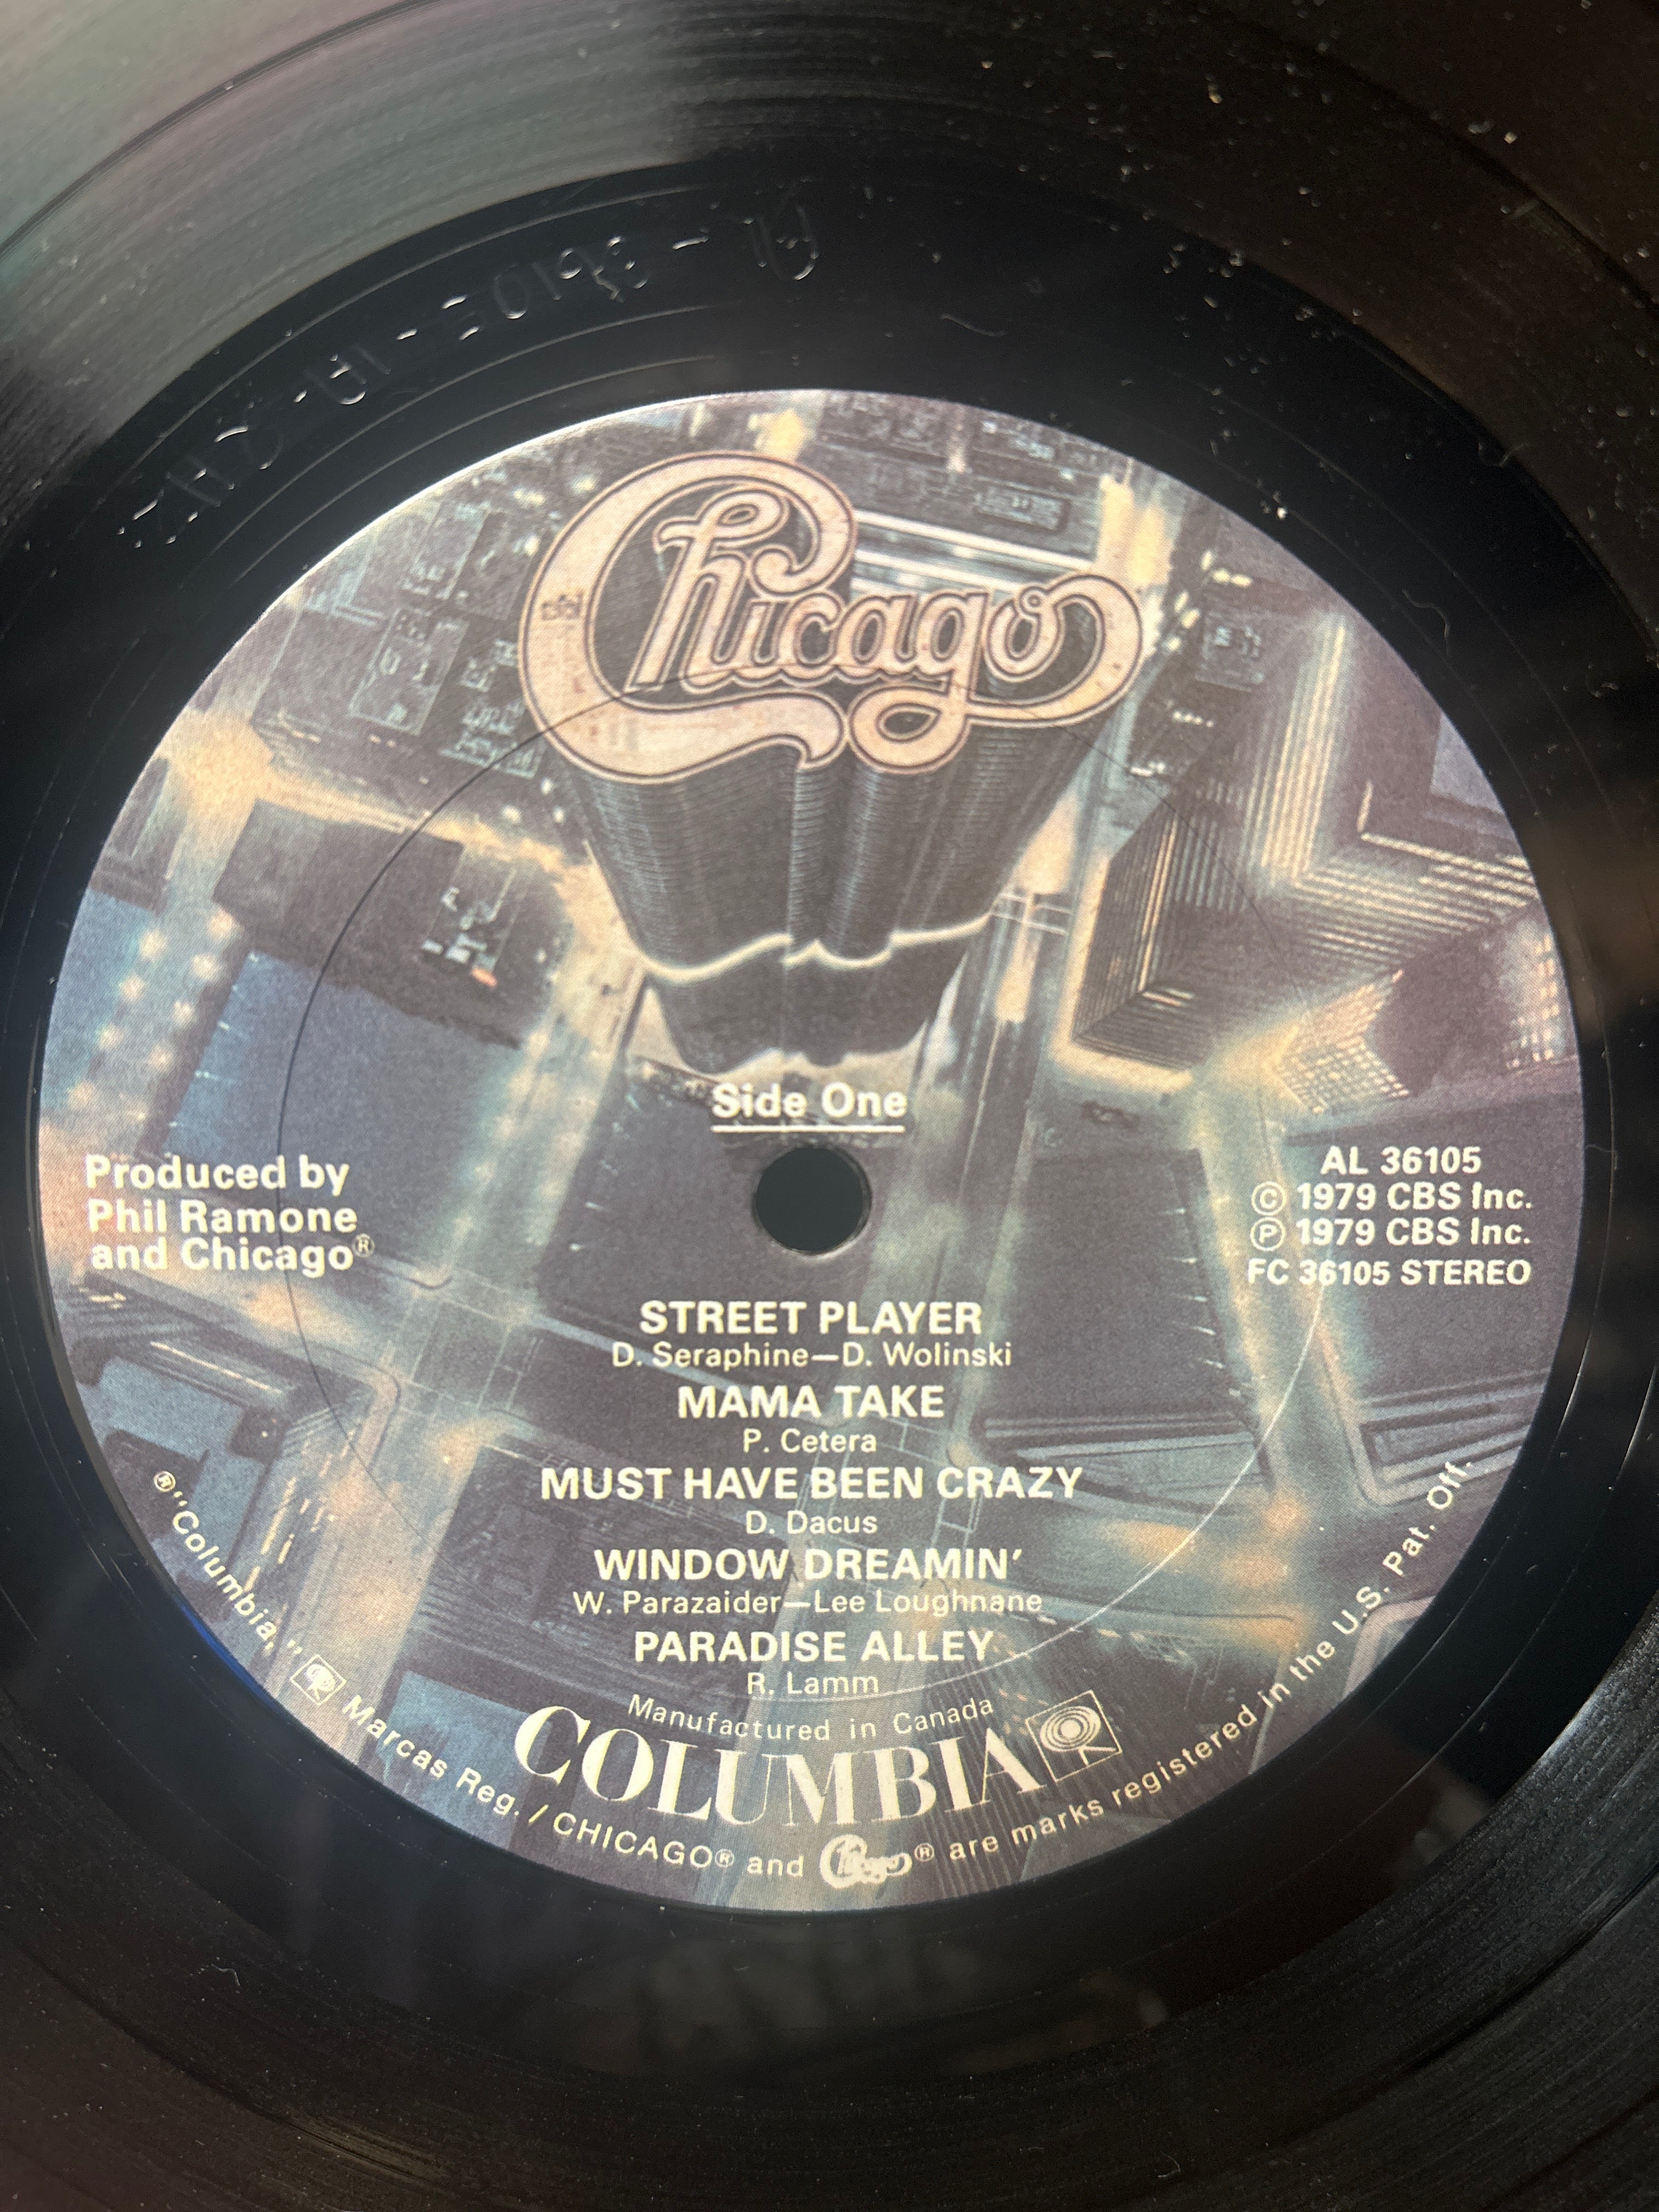 Chicago
Side One
Produced by
Phil Ramone
and Chicago®
AL 36105
© 1979 CBS Inc.
℗ 1979 CBS Inc.
FC 36105 STEREO
STREET PLAYER
D. Seraphine—D. Wolinski
MAMA TAKE
P. Cetera
MUST HAVE BEEN CRAZY
D. Dacus
WINDOW DREAMIN'
W. Parazaider—Lee Loughnane
PARADISE ALLEY
R. Lamm
Manufactured in Canada
COLUMBIA
®"Columbia," Marcas Reg. / CHICAGO® and Chicago® are marks registered in the U.S. Pat. Off.